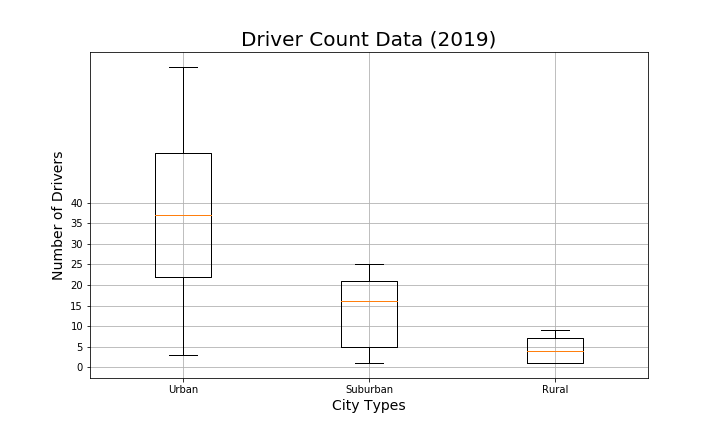 Driver Count Data (2019)
Number of Drivers
40
35
30
25
20
15
10
5
0
Urban Suburban Rural
City Types